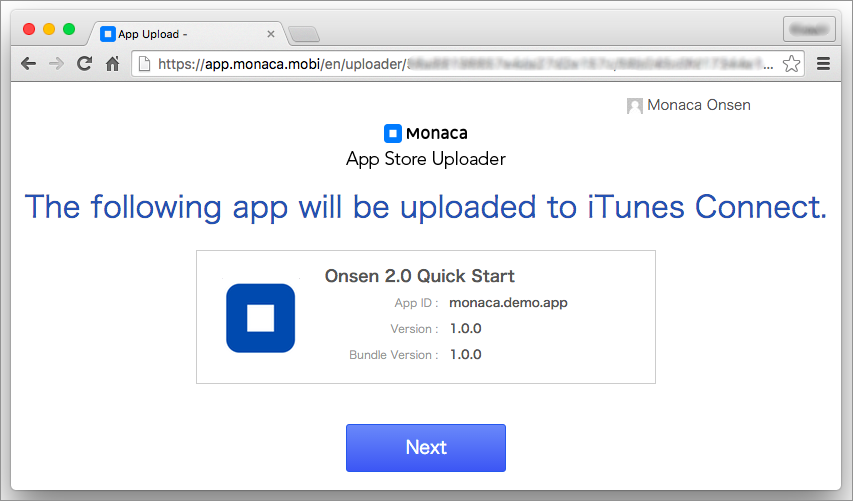 App Upload -
https://app.monaca.mobi/en/uploader/
Monaca Onsen
Monaca
App Store Uploader
The following app will be uploaded to iTunes Connect.
Onsen 2.0 Quick Start
App ID : monaca.demo.app
Version : 1.0.0
Bundle Version : 1.0.0
Next